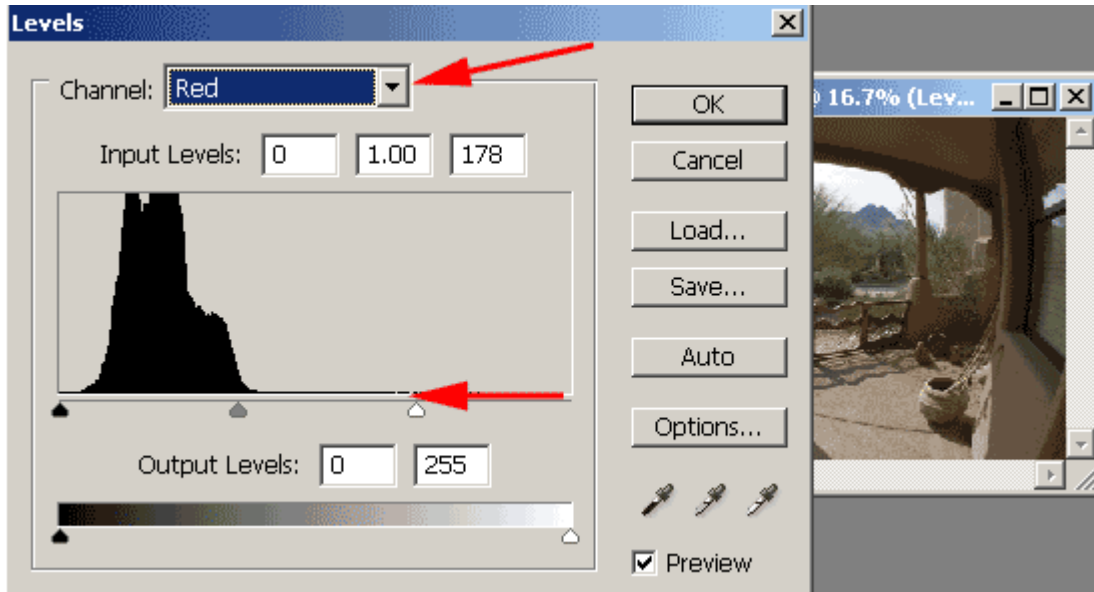 Levels
Channel: Red
Input Levels: 0 1.00 178
Output Levels: 0 255
OK
Cancel
Load...
Save...
Auto
Options...
Preview
16.7% (Lev...